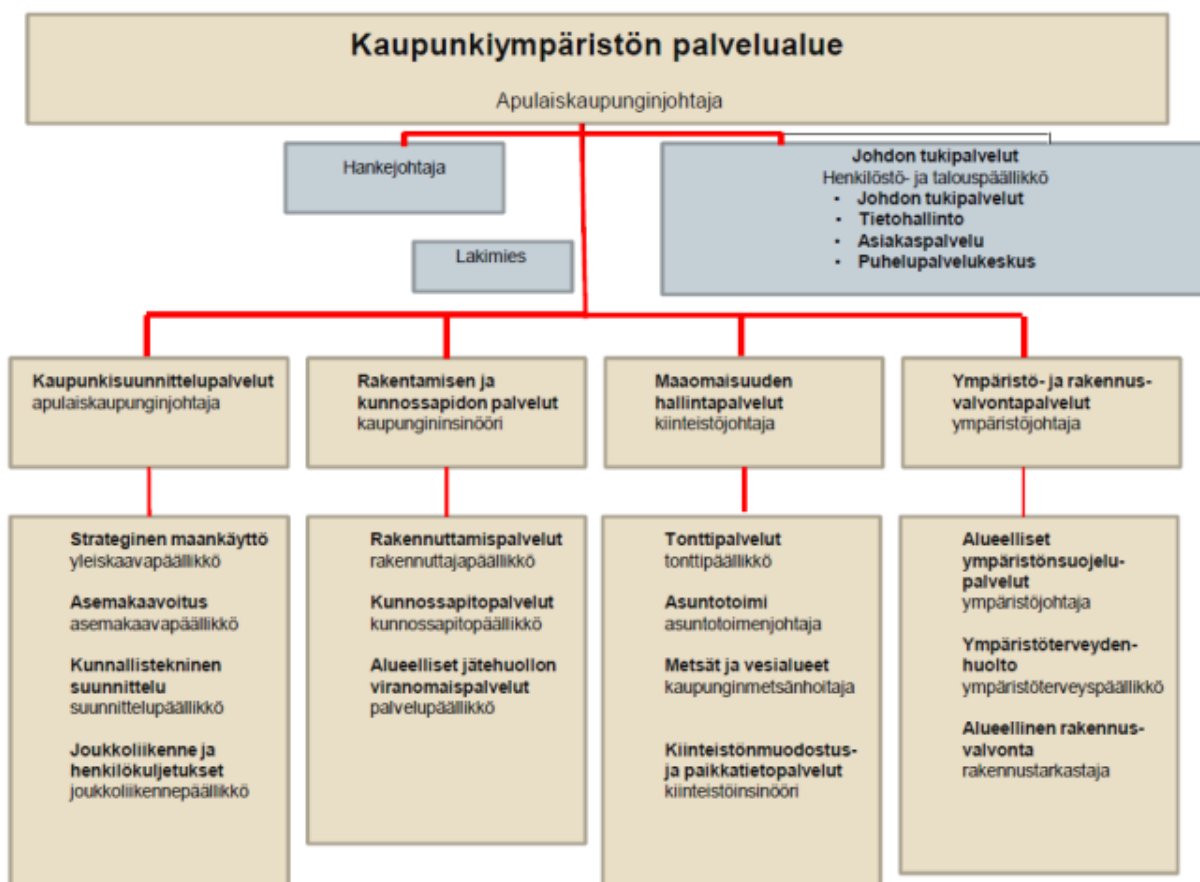 Kaupunkiympäristön palvelualue
Apulaiskaupunginjohtaja
Hankejohtaja
Johdon tukipalvelut
Henkilöstö- ja talouspäällikkö
• Johdon tukipalvelut
• Tietohallinto
• Asiakaspalvelu
• Puhelupalvelukeskus
Lakimies
Kaupunkisuunnittelupalvelut
apulaiskaupunginjohtaja
Rakentamisen ja
kunnossapidon palvelut
kaupungininsinööri
Maaomaisuuden
hallintapalvelut
kiinteistöjohtaja
Ympäristö- ja rakennus-
valvontapalvelut
ympäristöjohtaja
Strateginen maankäyttö
yleiskaavapäällikkö
Asemakaavoitus
asemakaavapäällikkö
Kunnallistekninen
suunnittelu
suunnittelupäällikkö
Joukkoliikenne ja
henkilökuljetukset
joukkoliikennepäällikkö
Rakennuttamispalvelut
rakennuttajapäällikkö
Kunnossapitopalvelut
kunnossapitopäällikkö
Alueelliset jätehuollon
viranomaispalvelut
palvelupäällikkö
Tonttipalvelut
tonttipäällikkö
Asuntotoimi
asuntotoimenjohtaja
Metsät ja vesialueet
kaupunginmetsänhoitaja
Kiinteistönmuodostus-
ja paikkatietopalvelut
kiinteistöinsinööri
Alueelliset
ympäristönsuojelu-
palvelut
ympäristöjohtaja
Ympäristöterveyden-
huolto
ympäristöterveyspäällikkö
Alueellinen rakennus-
valvonta
rakennustarkastaja